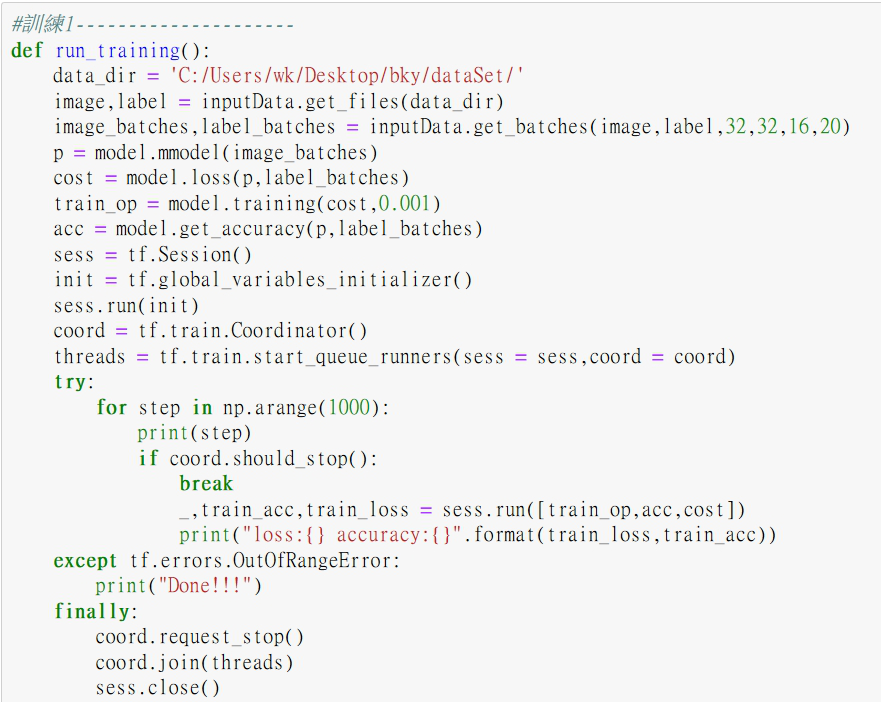 #訓練1---------------------
def run_training():
    data_dir = 'C:/Users/wk/Desktop/bky/dataSet/'
    image,label = inputData.get_files(data_dir)
    image_batches,label_batches = inputData.get_batches(image,label,32,32,16,20)
    p = model.mmodel(image_batches)
    cost = model.loss(p,label_batches)
    train_op = model.training(cost,0.001)
    acc = model.get_accuracy(p,label_batches)
    sess = tf.Session()
    init = tf.global_variables_initializer()
    sess.run(init)
    coord = tf.train.Coordinator()
    threads = tf.train.start_queue_runners(sess = sess,coord = coord)
    try:
        for step in np.arange(1000):
            print(step)
            if coord.should_stop():
                break
                _,train_acc,train_loss = sess.run([train_op,acc,cost])
                print("loss:{} accuracy:{}".format(train_loss,train_acc))
    except tf.errors.OutOfRangeError:
        print("Done!!!")
    finally:
        coord.request_stop()
        coord.join(threads)
        sess.close()